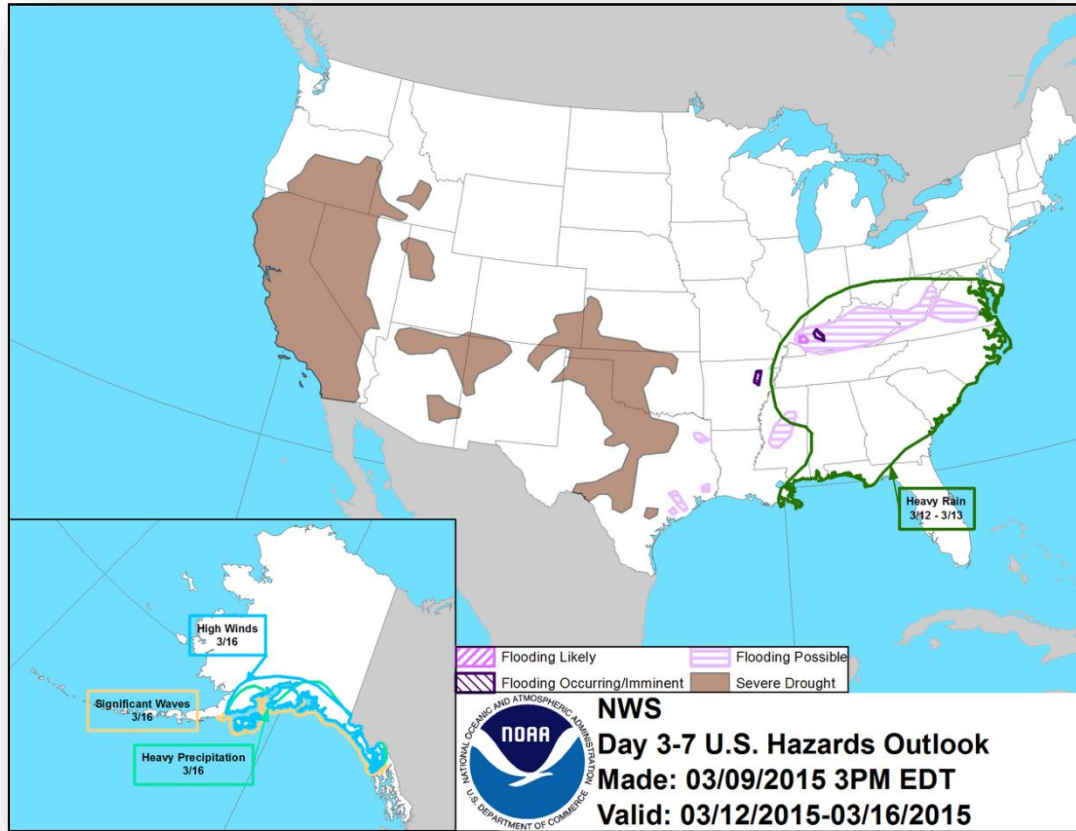 Heavy Rain
3/12 - 3/13
High Winds
3/16
Significant Waves
3/16
Heavy Precipitation
3/16
Flooding Likely
Flooding Possible
Flooding Occurring/Imminent
Severe Drought
NATIONAL OCEANIC AND ATMOSPHERIC ADMINISTRATION
NOAA
U.S. DEPARTMENT OF COMMERCE
NWS
Day 3-7 U.S. Hazards Outlook
Made: 03/09/2015 3PM EDT
Valid: 03/12/2015-03/16/2015